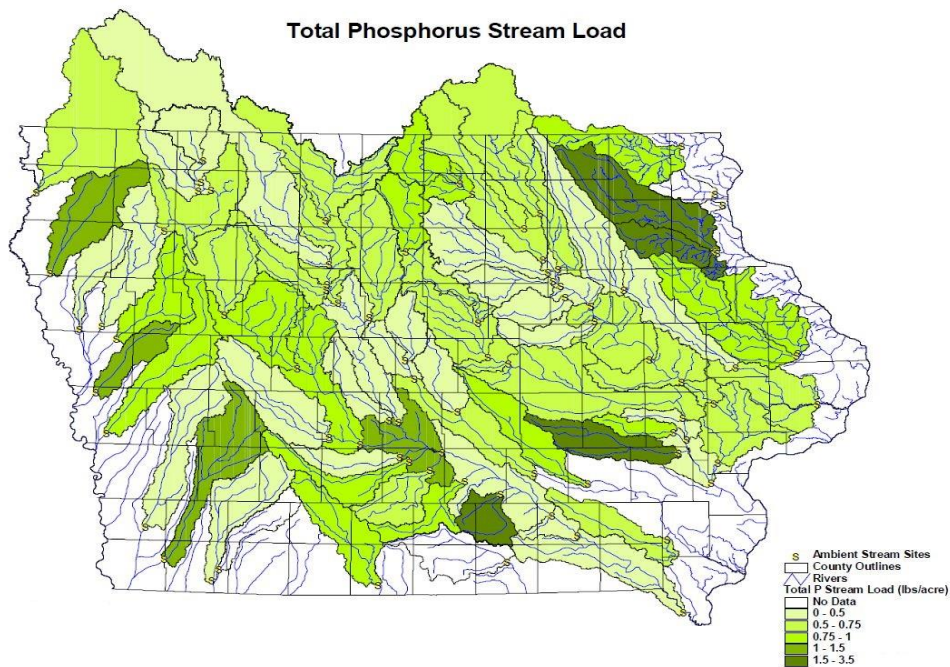 Total Phosphorus Stream Load
S Ambient Stream Sites
County Outlines
Rivers
Total P Stream Load (lbs/acre)
No Data
0 - 0.5
0.5 - 0.75
0.75 - 1
1 - 1.5
1.5 - 3.5